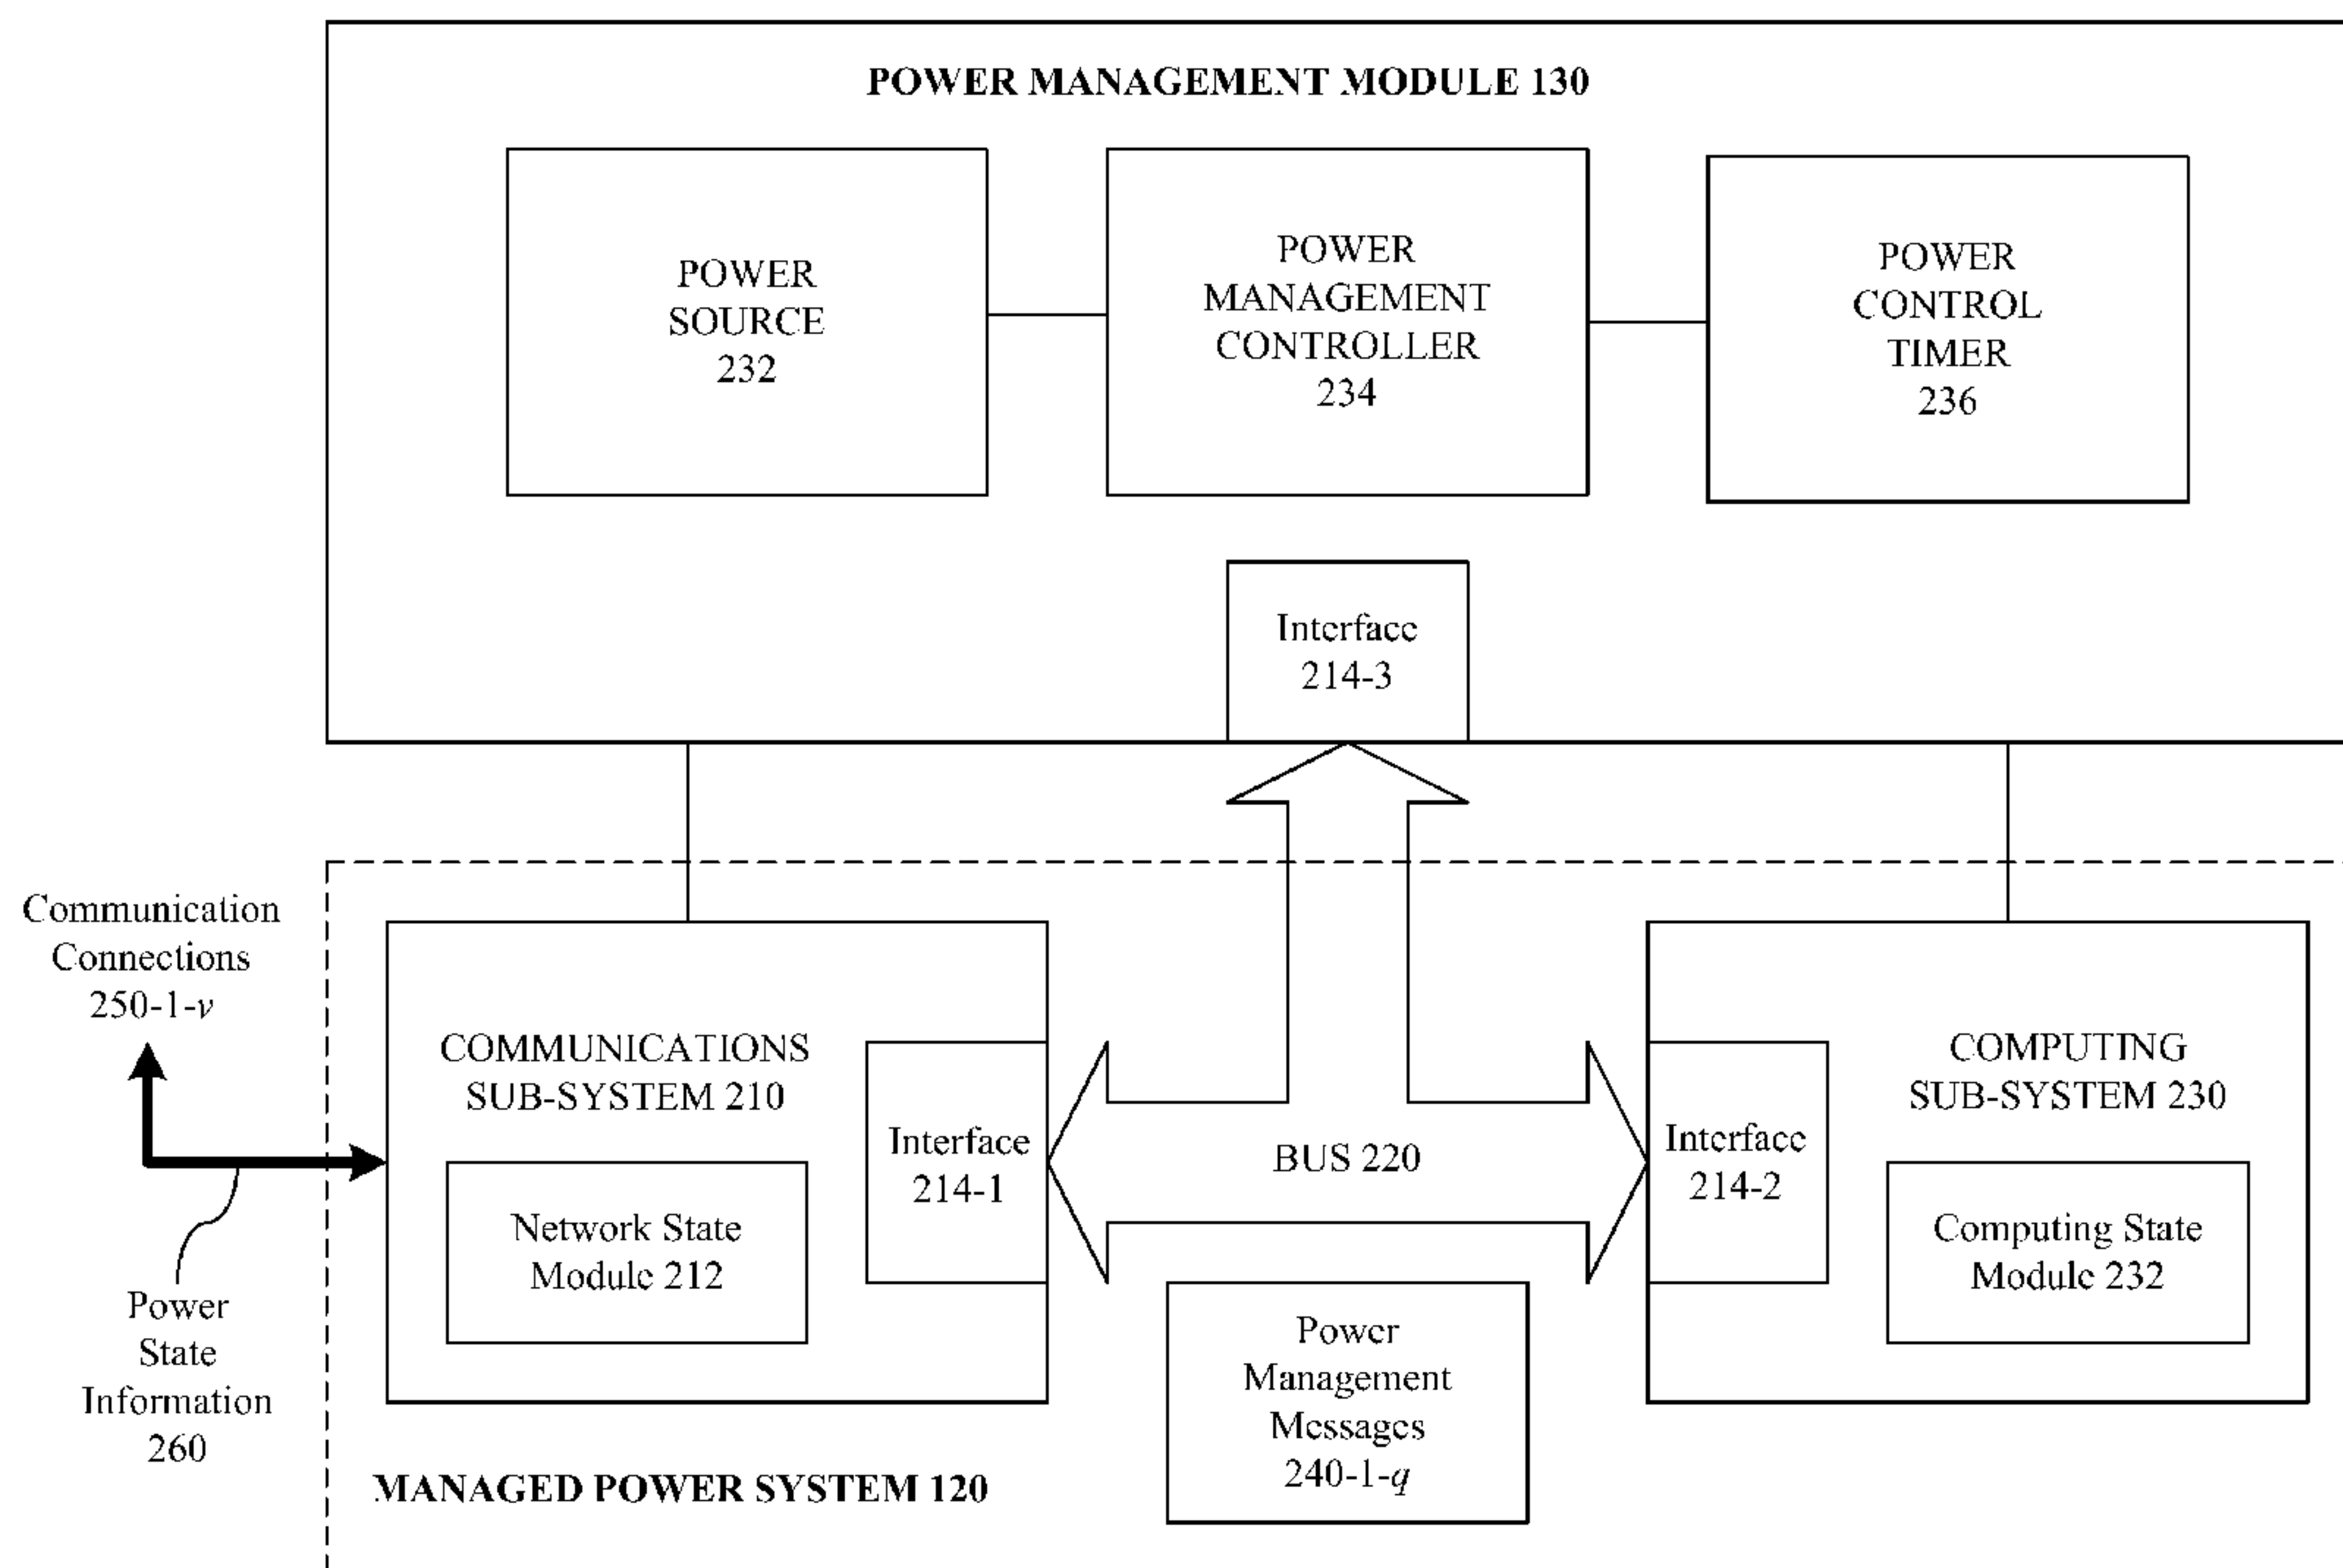 POWER MANAGEMENT MODULE 130
POWER
SOURCE
232
POWER
MANAGEMENT
CONTROLLER
234
POWER
CONTROL
TIMER
236
Interface
214-3
Communication
Connections
250-1-v
COMMUNICATIONS
SUB-SYSTEM 210
Interface
214-1
Network State
Module 212
BUS 220
Interface
214-2
COMPUTING
SUB-SYSTEM 230
Computing State
Module 232
Power
State
Information
260
Power
Management
Messages
240-1-q
MANAGED POWER SYSTEM 120